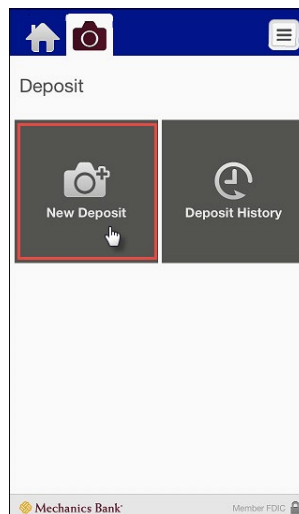 Deposit
New Deposit
Deposit History
Mechanics Bank
Member FDIC